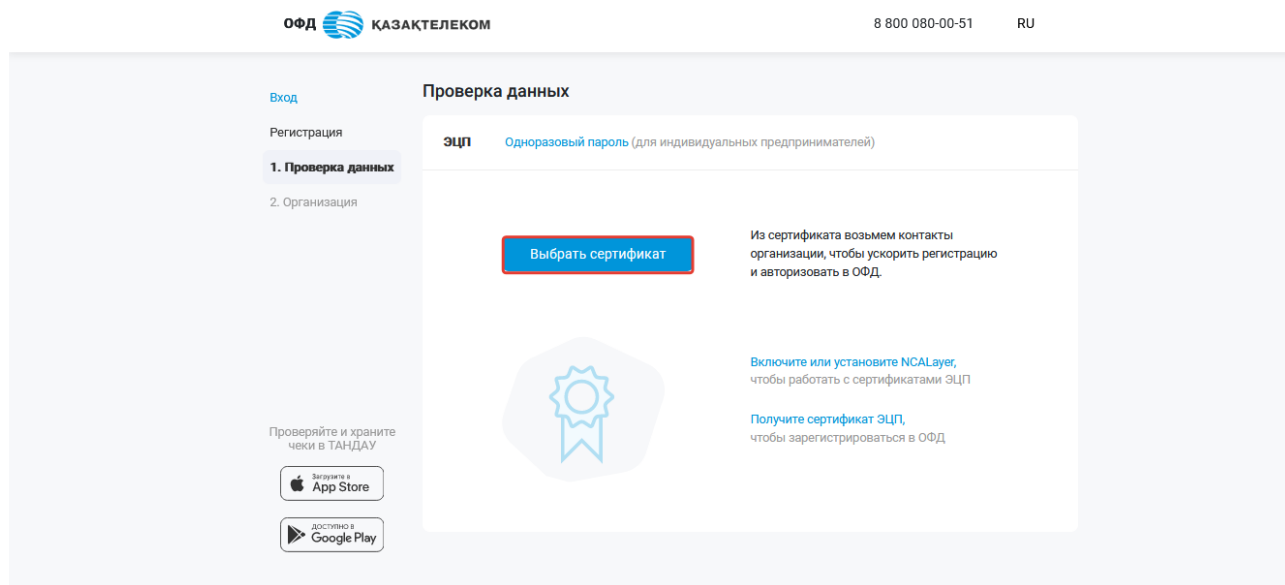 ОФД ҚАЗАҚТЕЛЕКОМ
8 800 080-00-51
RU
Вход
Регистрация
1. Проверка данных
2. Организация
Проверяйте и храните
чеки в ТАНДАУ
Загрузите в
App Store
ДОСТУПНО В
Google Play
Проверка данных
ЭЦП
Одноразовый пароль (для индивидуальных предпринимателей)
Выбрать сертификат
Из сертификата возьмем контакты
организации, чтобы ускорить регистрацию
и авторизовать в ОФД.
Включите или установите NCALayer,
чтобы работать с сертификатами ЭЦП
Получите сертификат ЭЦП,
чтобы зарегистрироваться в ОФД